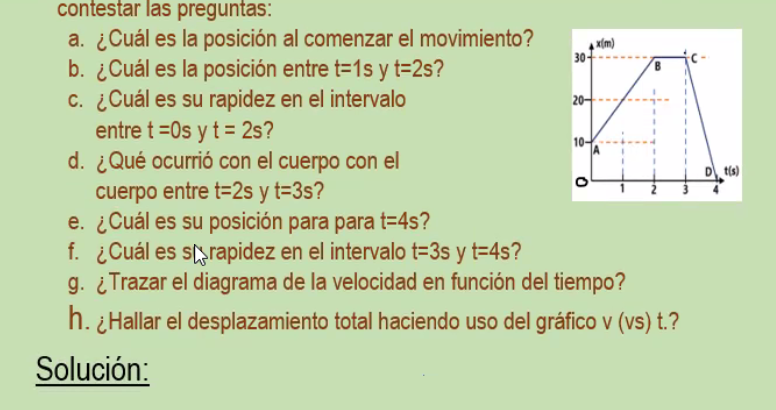 contestar las preguntas:
a. ¿Cuál es la posición al comenzar el movimiento?
b. ¿Cuál es la posición entre t=1s y t=2s?
c. ¿Cuál es su rapidez en el intervalo
entre t =0s y t = 2s?
d. ¿Qué ocurrió con el cuerpo con el
cuerpo entre t=2s y t=3s?
e. ¿Cuál es su posición para para t=4s?
f. ¿Cuál es su rapidez en el intervalo t=3s y t=4s?
g. ¿Trazar el diagrama de la velocidad en función del tiempo?
h. ¿Hallar el desplazamiento total haciendo uso del gráfico v (vs) t.?
Solución:
x(m)
30
B
C
20
10
A
D
t(s)
0
1 2 3 4